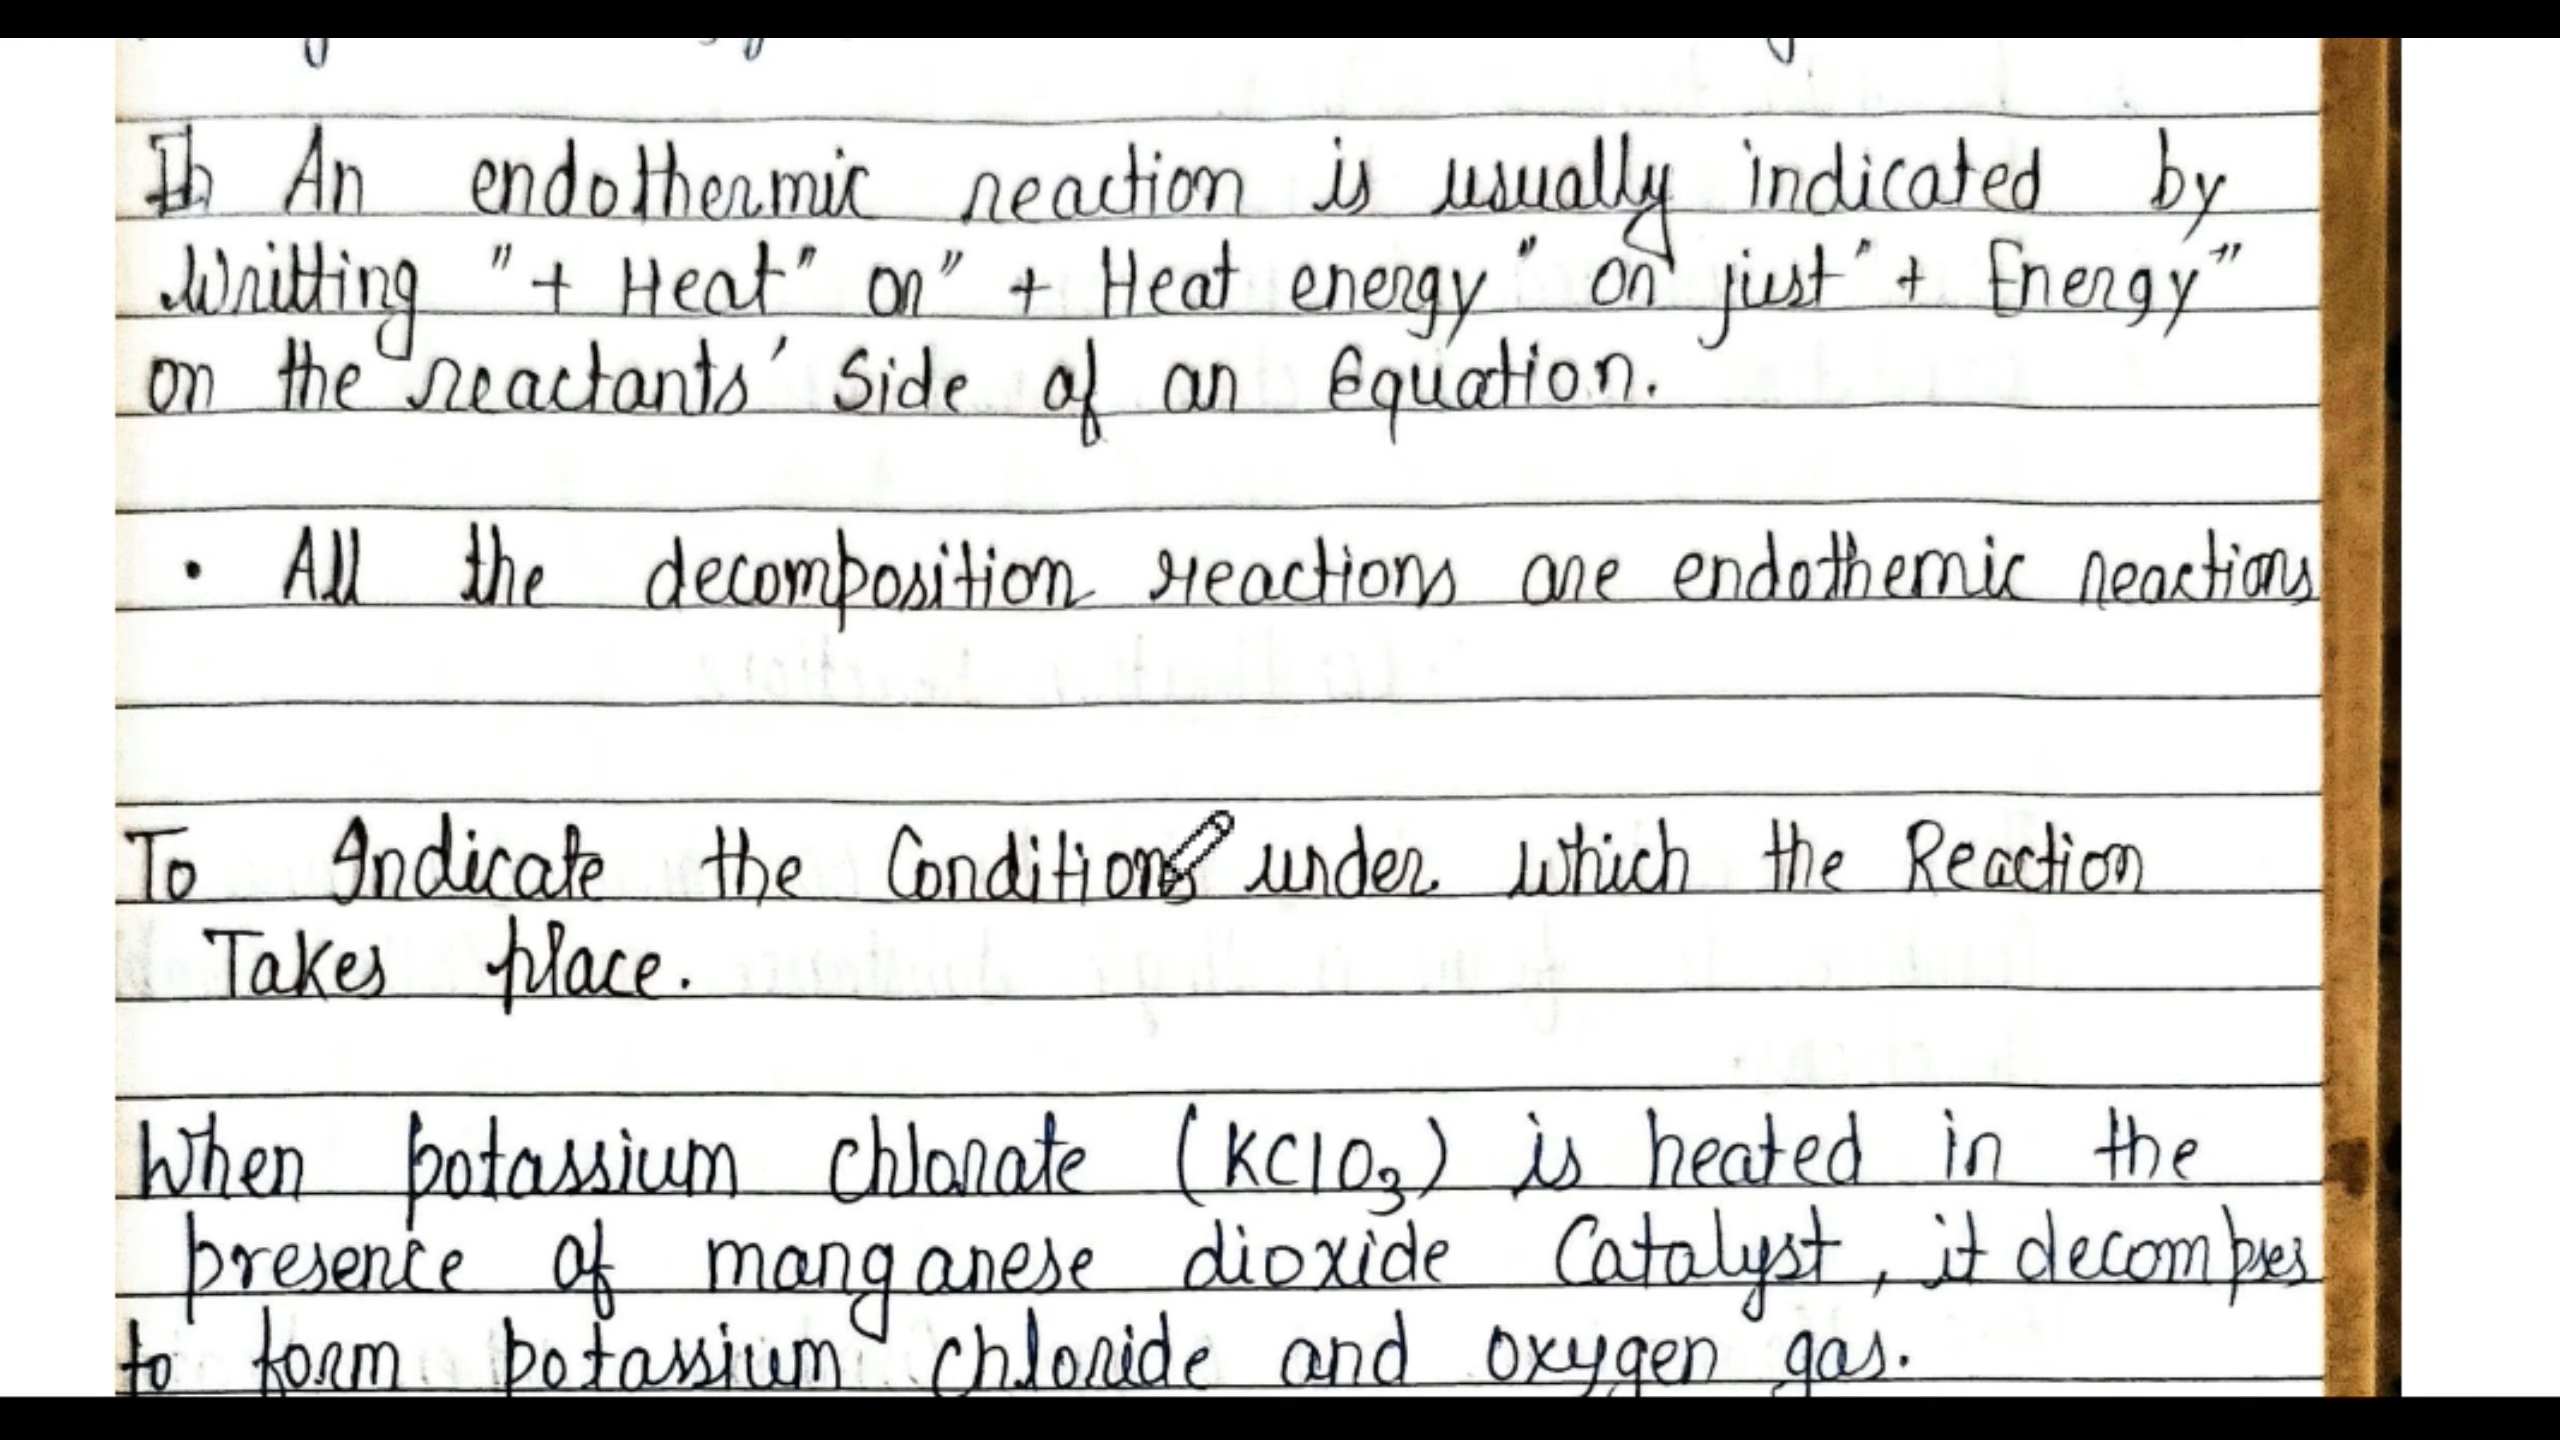 An endothermic reaction is usually indicated by
Writting "+ Heat" or "+ Heat energy" or just "+ Energy"
on the reactants' side of an Equation.
· All the decomposition reactions are endothemic reactions
To Indicate the Conditions under which the Reaction
Takes place.
When potassium chlorate (KClO₃) is heated in the
presence of manganese dioxide Catalyst, it decompses
to form potassium chloride and oxygen gas.